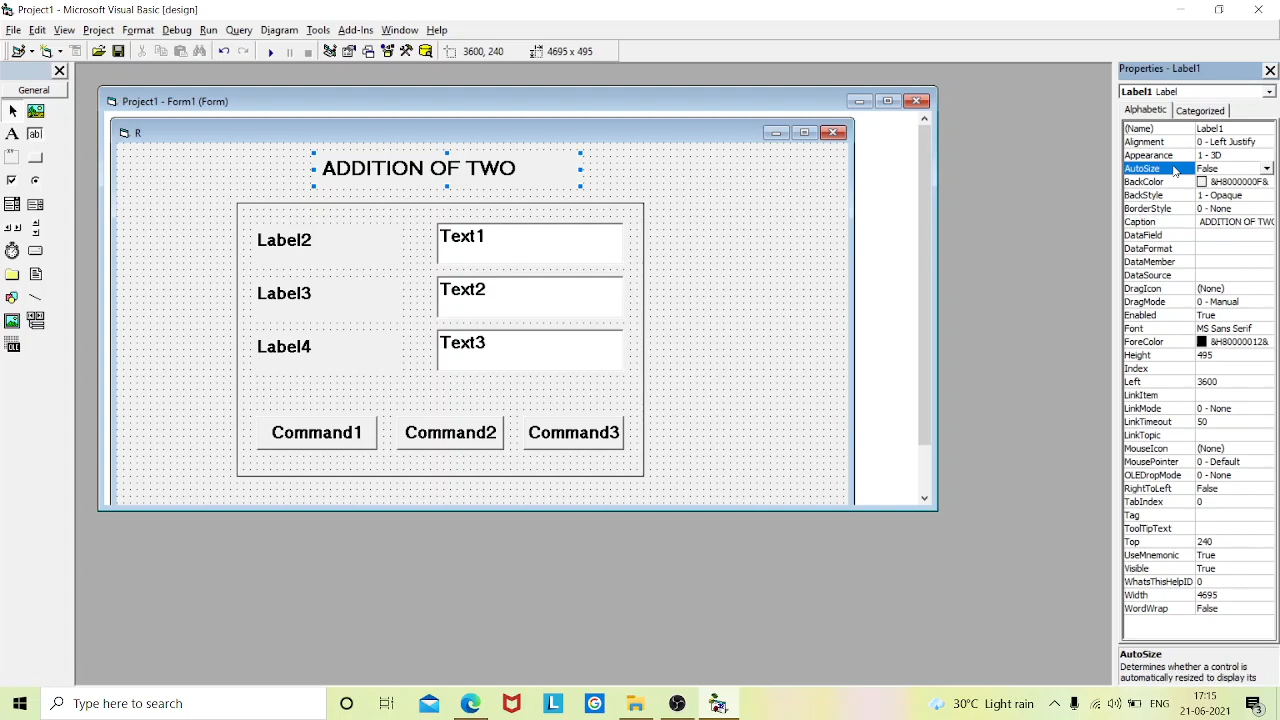 Project1 - Microsoft Visual Basic [design]
File Edit View Project Format Debug Run Query Diagram Tools Add-Ins Window Help
3600, 240 4695 x 495
General
Project1 - Form1 (Form)
R
ADDITION OF TWO
Label2 Text1
Label3 Text2
Label4 Text3
Command1 Command2 Command3
Properties - Label1
Label1 Label
Alphabetic Categorized
(Name) Label1
Alignment 0 - Left Justify
Appearance 1 - 3D
AutoSize False
BackColor &H8000000F&
BackStyle 1 - Opaque
BorderStyle 0 - None
Caption ADDITION OF TWO
DataField
DataFormat
DataMember
DataSource
DragIcon (None)
DragMode 0 - Manual
Enabled True
Font MS Sans Serif
ForeColor &H80000012&
Height 495
Index
Left 3600
LinkItem
LinkMode 0 - None
LinkTimeout 50
LinkTopic
MouseIcon (None)
MousePointer 0 - Default
OLEDropMode 0 - None
RightToLeft False
TabIndex 0
Tag
ToolTipText
Top 240
UseMnemonic True
Visible True
WhatsThisHelpID 0
Width 4695
WordWrap False
AutoSize
Determines whether a control is
automatically resized to display its
Type here to search
30°C Light rain
17:15
21-06-2021